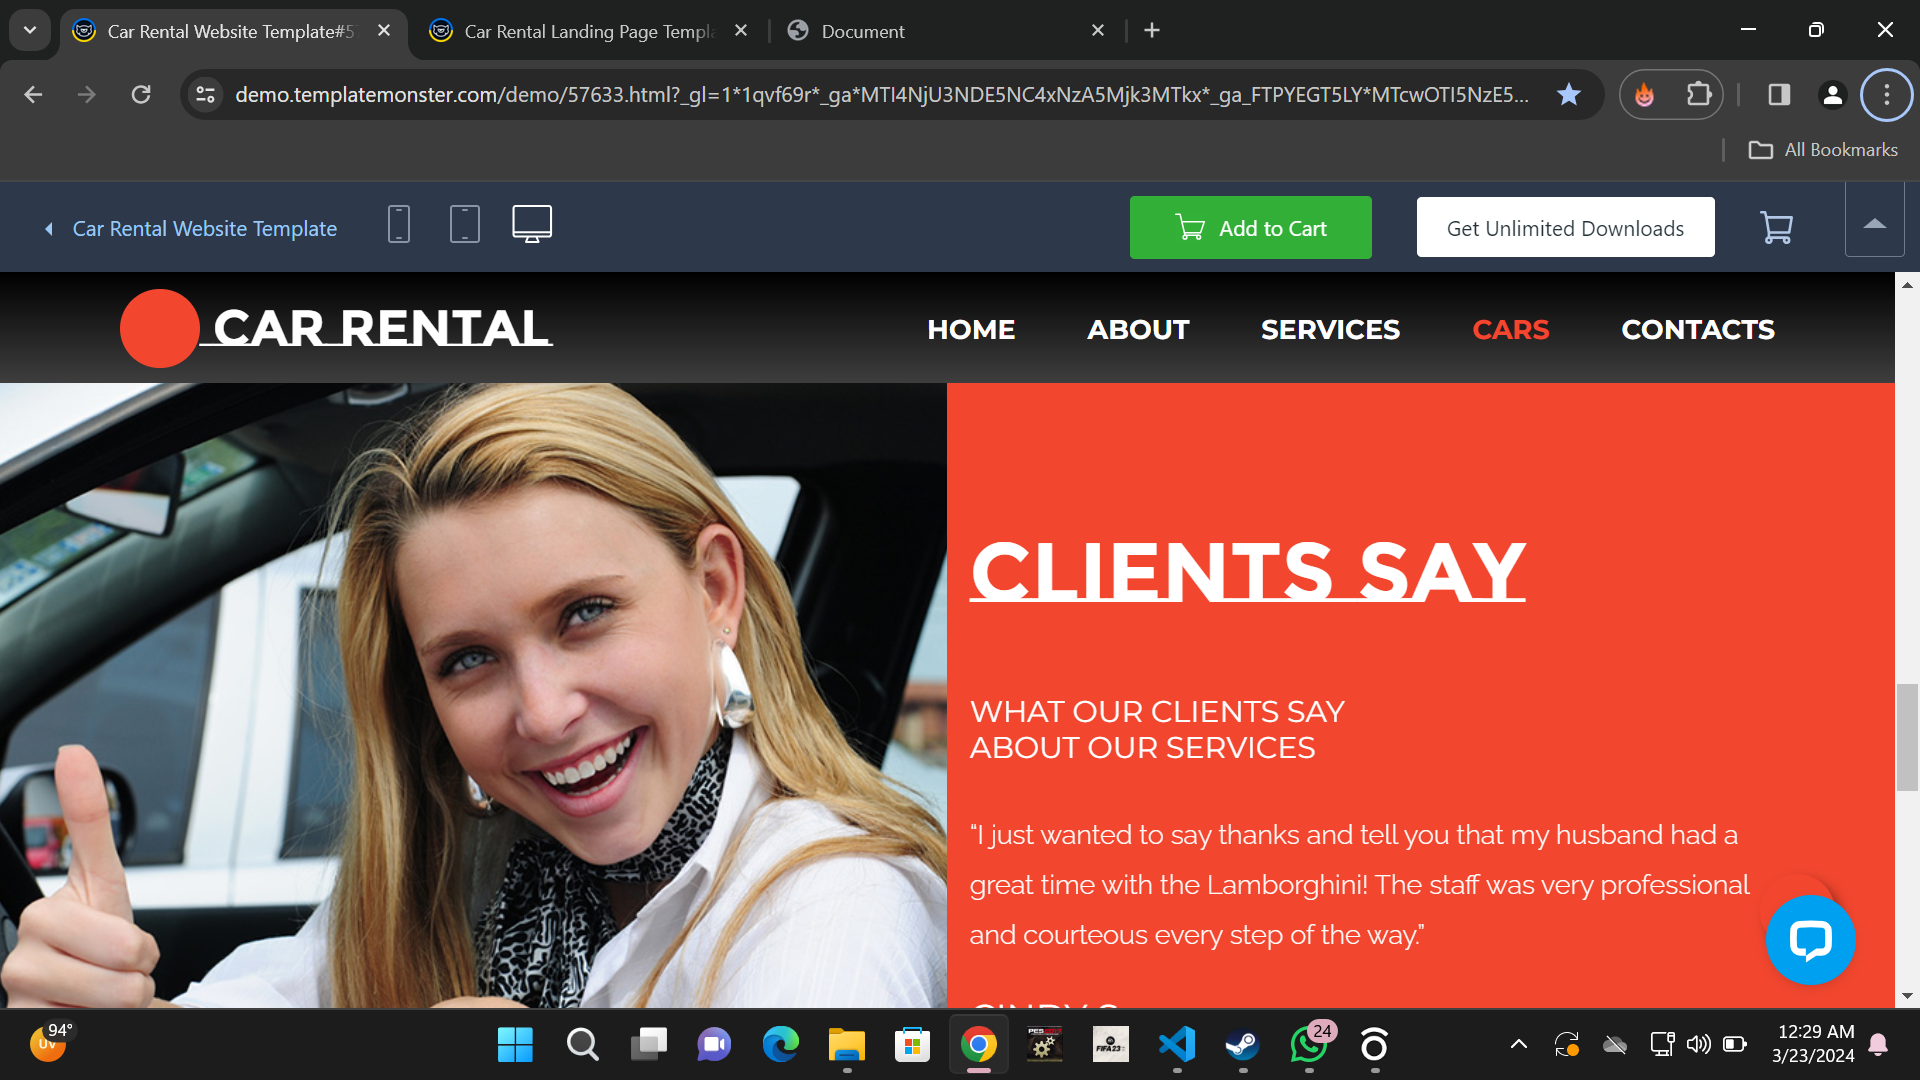 Car Rental Website Template#5
Car Rental Landing Page Templa
Document
demo.templatemonster.com/demo/57633.html?_gl=1*1qvf69r*_ga*MTI4NjU3NDE5NC4xNzA5Mjk3MTkx*_ga_FTPYEGT5LY*MTcwOTI5NzE5...
All Bookmarks
Car Rental Website Template
Add to Cart
Get Unlimited Downloads
CAR RENTAL
HOME ABOUT SERVICES CARS CONTACTS
CLIENTS SAY
WHAT OUR CLIENTS SAY
ABOUT OUR SERVICES
“I just wanted to say thanks and tell you that my husband had a
great time with the Lamborghini! The staff was very professional
and courteous every step of the way.”
94°
UV
FIFA 23
24
12:29 AM
3/23/2024